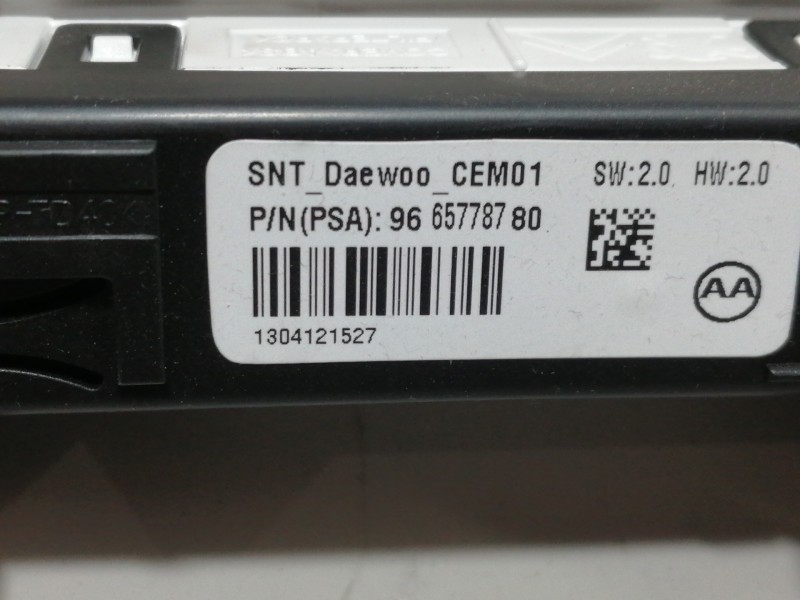 SNT_Daewoo_CEM01 SW:2.0 HW:2.0
P/N(PSA): 96 657787 80
AA
1304121527